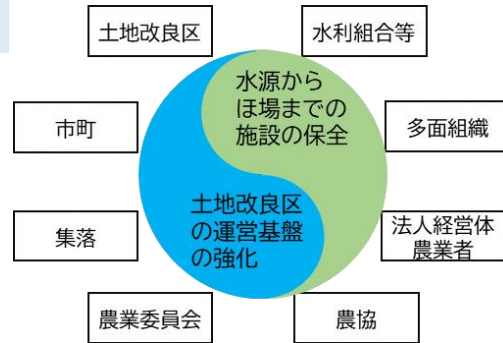 土地改良区
水利組合等
水源から
ほ場までの
施設の保全
市町
多面組織
土地改良区
の運営基盤
の強化
集落
法人経営体
農業者
農業委員会
農協